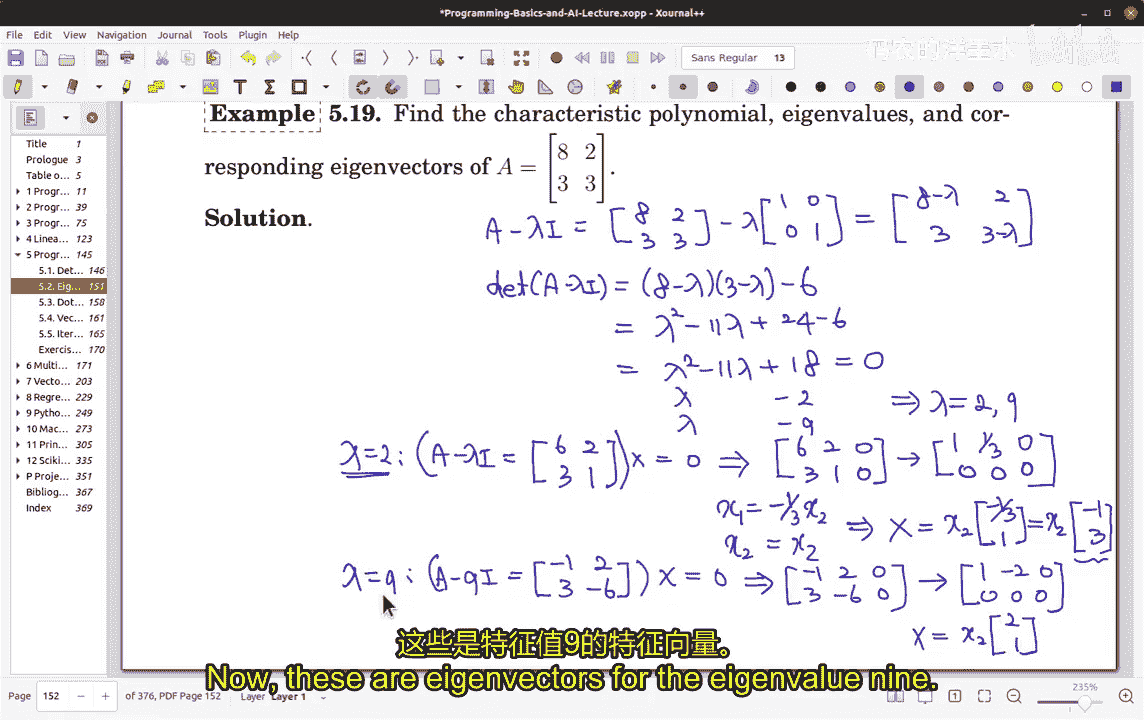 *Programming-Basics-and-AI-Lecture.xopp - Xournal++
File Edit View Navigation Journal Tools Plugin Help
Sans Regular 13
Title 1
Prologue 3
Table o... 5
1 Progr... 11
2 Progr... 39
3 Progr... 75
4 Linea... 123
5 Progr... 145
5.1. Det... 146
5.2. Eig... 151
5.3. Dot... 158
5.4. Vec... 161
5.5. Iter... 165
Exercis... 170
6 Multi... 171
7 Vecto... 203
8 Regre... 229
9 Pytho... 249
10 Mac... 273
11 Prin... 305
12 Sciki... 335
P Proje... 351
Bibliog... 367
Index 369
Example 5.19. Find the characteristic polynomial, eigenvalues, and cor-
responding eigenvectors of A = [8 2; 3 3].
Solution.
A - λI = [8 2; 3 3] - λ[1 0; 0 1] = [8-λ 2; 3 3-λ]
det(A-λI) = (8-λ)(3-λ) - 6
= λ² - 11λ + 24 - 6
= λ² - 11λ + 18 = 0
λ - 2 ⇒ λ = 2, 9
λ - 9
λ=2 : (A-λI = [6 2; 3 1]) x = 0 ⇒ [6 2 0; 3 1 0] → [1 1/3 0; 0 0 0]
x₁ = -1/3 x₂
x₂ = x₂ ⇒ X = x₂ [-1/3; 1] = x₂ [-1; 3]
λ=9 : (A-9I = [-1 2; 3 -6]) X = 0 ⇒ [-1 2 0; 3 -6 0] → [1 -2 0; 0 0 0]
X = x₂ [2; 1]
这些是特征值9的特征向量。
Now, these are eigenvectors for the eigenvalue nine.
Page 152 of 376, PDF Page 152 Layer Layer 1 235%